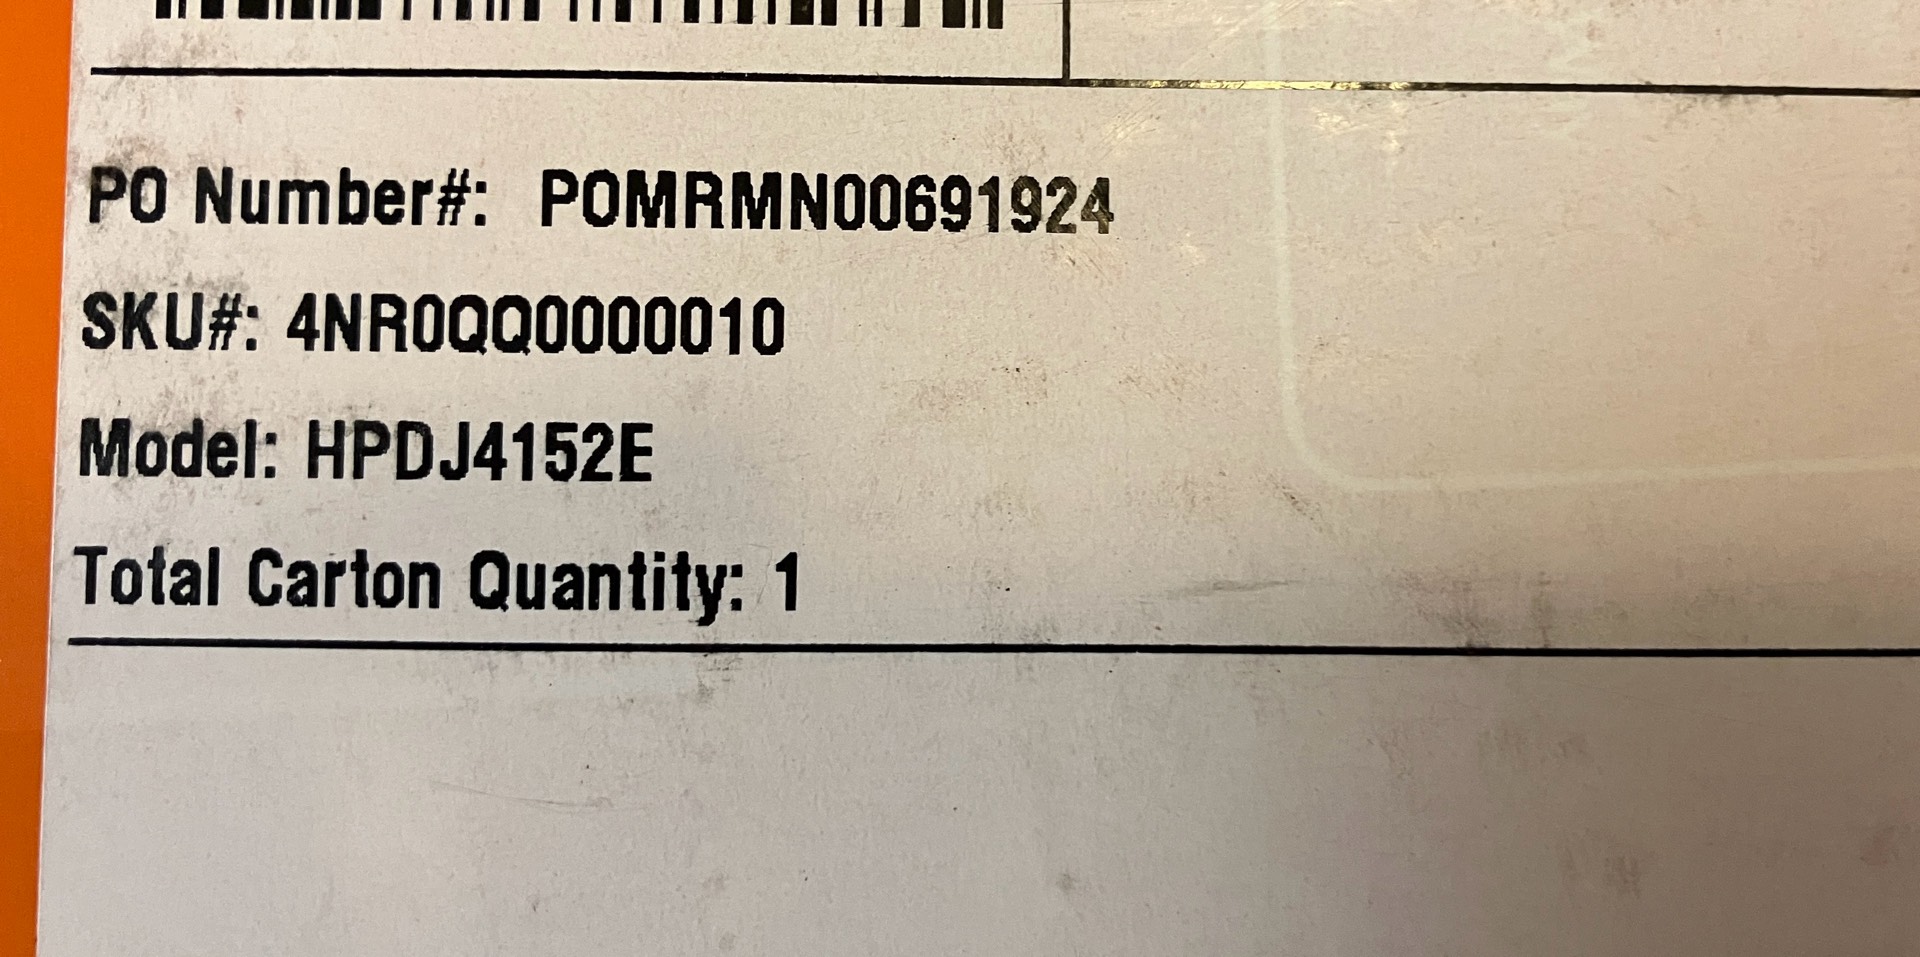 PO Number#: POMRMN00691924
SKU#: 4NR0QQ0000010
Model: HPDJ4152E
Total Carton Quantity: 1